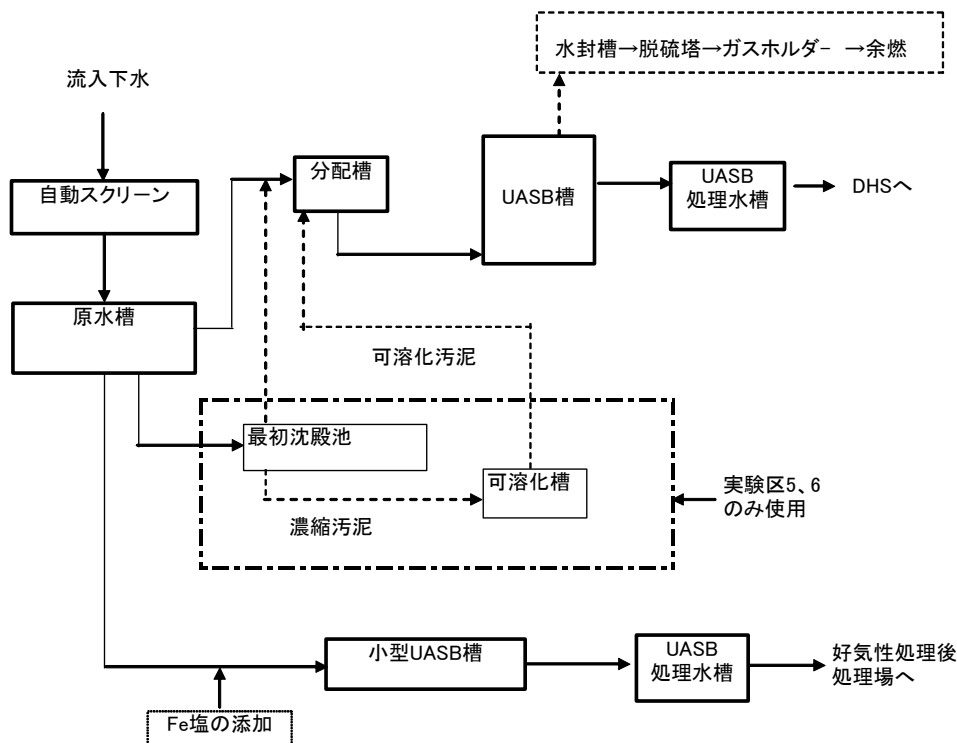 水封槽→脱硫塔→ガスホルダ- →余燃
流入下水
自動スクリーン
分配槽
UASB槽
UASB
処理水槽
DHSへ
原水槽
可溶化汚泥
最初沈殿池
可溶化槽
濃縮汚泥
実験区5、6
のみ使用
小型UASB槽
UASB
処理水槽
好気性処理後
処理場へ
Fe塩の添加